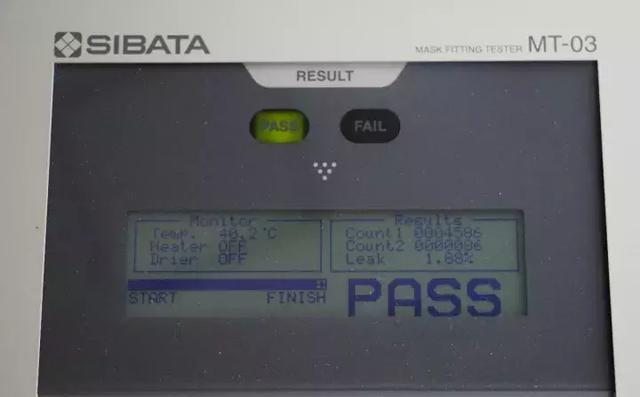 SIBATA
MASK FITTING TESTER MT-03
RESULT
PASS FAIL
Monitor
Temp. 40.2°C
Heater OFF
Drier OFF
START FINISH
Results
Count1 0004586
Count2 0000086
Leak 1.88%
PASS